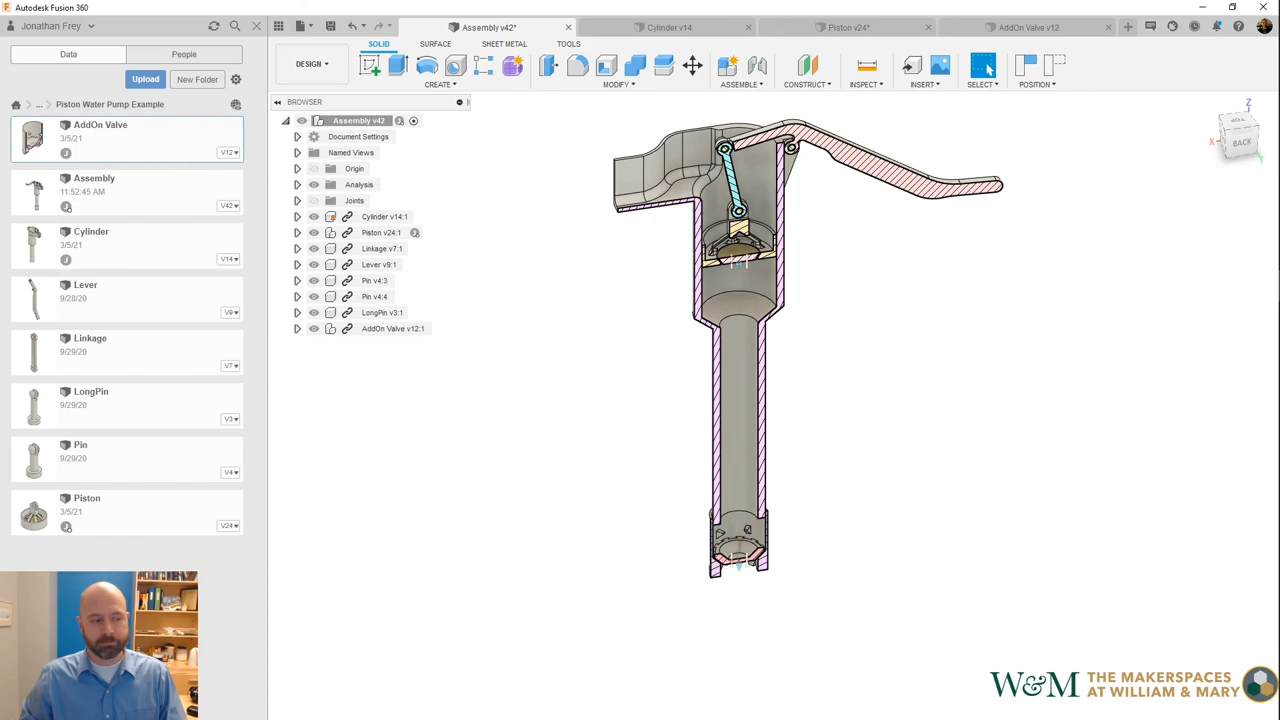 Autodesk Fusion 360
Jonathan Frey
Data
People
Upload
New Folder
... Piston Water Pump Example
AddOn Valve
3/5/21
V12▾
Assembly
11:52:45 AM
V42▾
Cylinder
3/5/21
V14▾
Lever
9/28/20
V9▾
Linkage
9/29/20
V7▾
LongPin
9/29/20
V3▾
Pin
9/29/20
V4▾
Piston
3/5/21
V24▾
Assembly v42*
Cylinder v14
Piston v24*
AddOn Valve v12
DESIGN ▾
SOLID
SURFACE
SHEET METAL
TOOLS
CREATE ▾
MODIFY ▾
ASSEMBLE ▾
CONSTRUCT ▾
INSPECT ▾
INSERT ▾
SELECT ▾
POSITION ▾
BROWSER
Assembly v42
Document Settings
Named Views
Origin
Analysis
Joints
Cylinder v14:1
Piston v24:1
Linkage v7:1
Lever v9:1
Pin v4:3
Pin v4:4
LongPin v3:1
AddOn Valve v12:1
Z
TOP
X
BACK
Y
W&M THE MAKERSPACES
AT WILLIAM & MARY